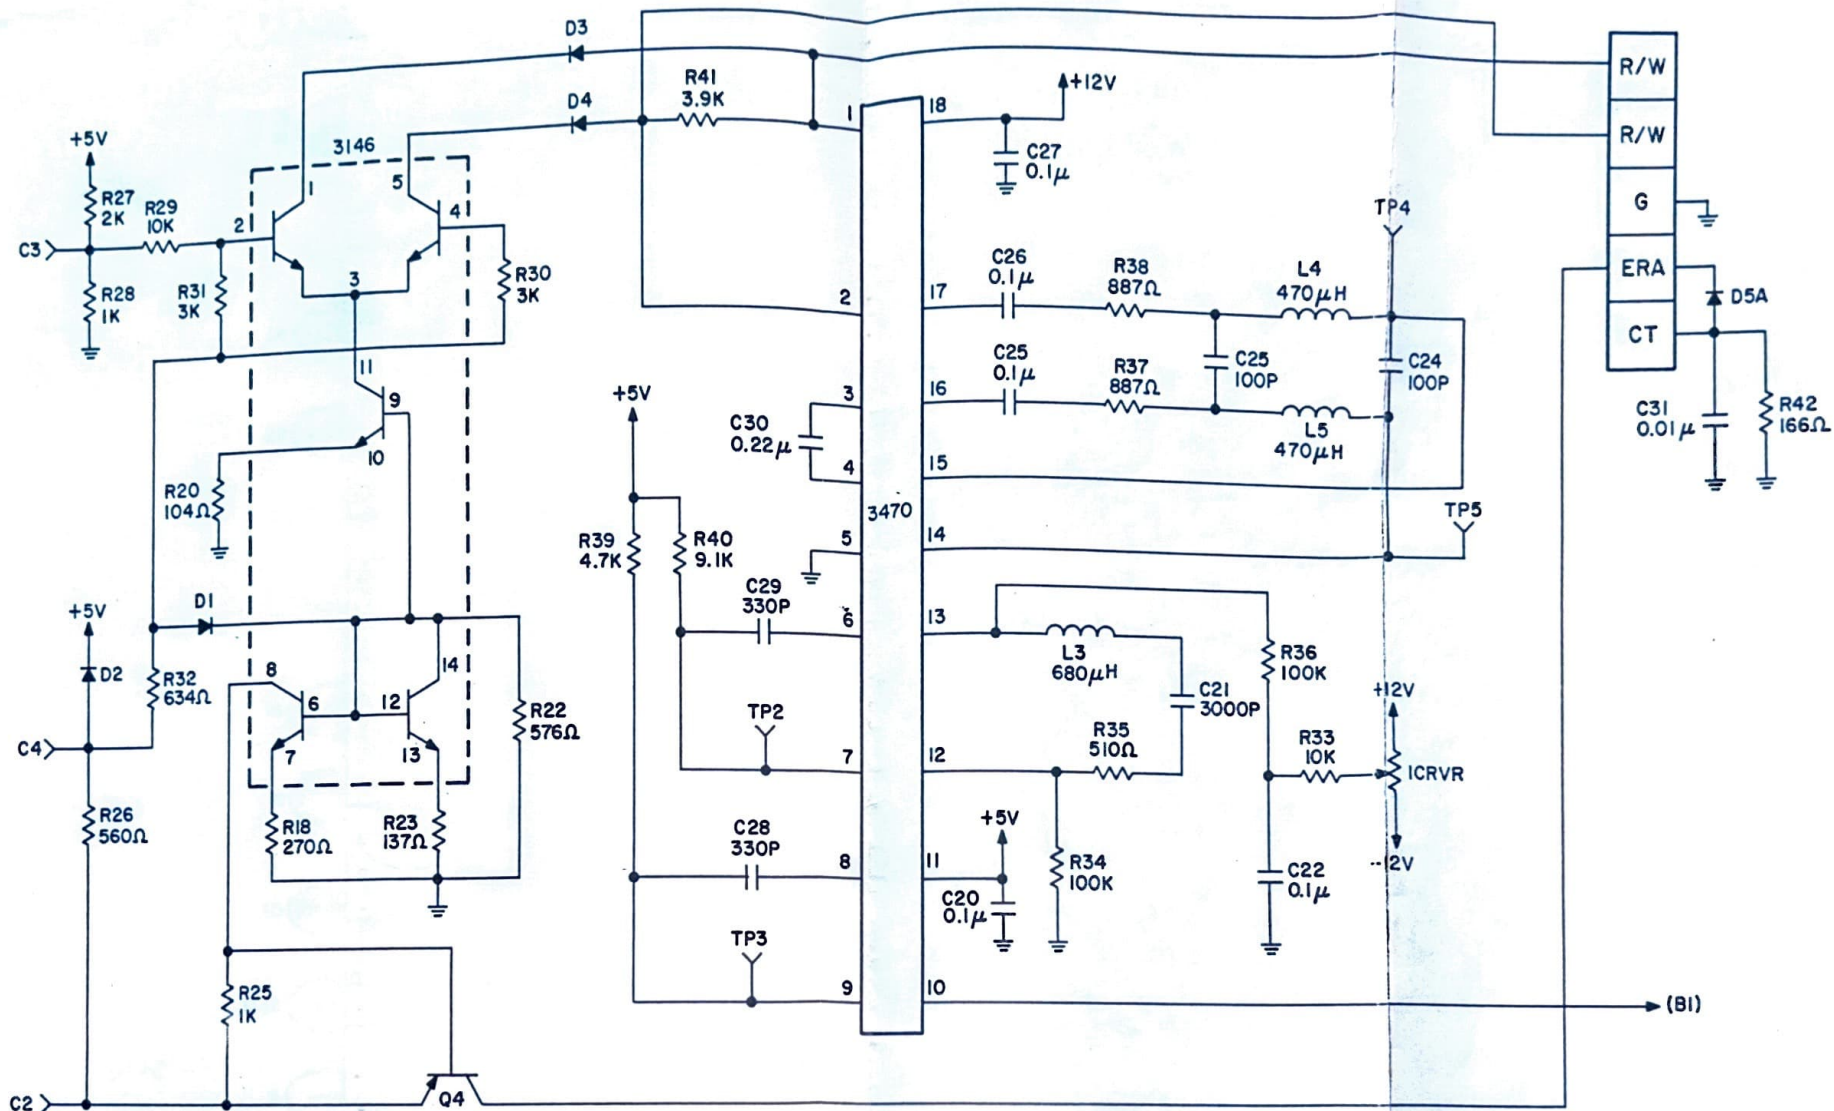 D3
R/W
R41
3.9K
+12V
D4
1
18
R/W
+5V
3146
C27
0.1μ
1
5
R27
2K
R29
10K
2
4
G
TP4
C3
R28
1K
R31
3K
3
R30
3K
C26
0.1μ
R38
887Ω
L4
470μH
ERA
D5A
2
17
CT
11
C25
0.1μ
R37
887Ω
C25
100P
C24
100P
+5V
9
3
16
C30
0.22μ
L5
470μH
C31
0.01μ
R42
166Ω
10
4
15
R20
104Ω
3470
TP5
R39
4.7K
R40
9.1K
5
14
C29
330P
+5V
D1
6
13
L3
680μH
R36
100K
D2
R32
634Ω
8
14
C21
3000P
+12V
6
12
R22
576Ω
TP2
R35
510Ω
R33
10K
C4
7
13
7
12
ICRVR
R26
560Ω
R18
270Ω
R23
137Ω
C28
330P
+5V
8
11
R34
100K
C22
0.1μ
-12V
C20
0.1μ
TP3
R25
1K
9
10
(B1)
C2
Q4